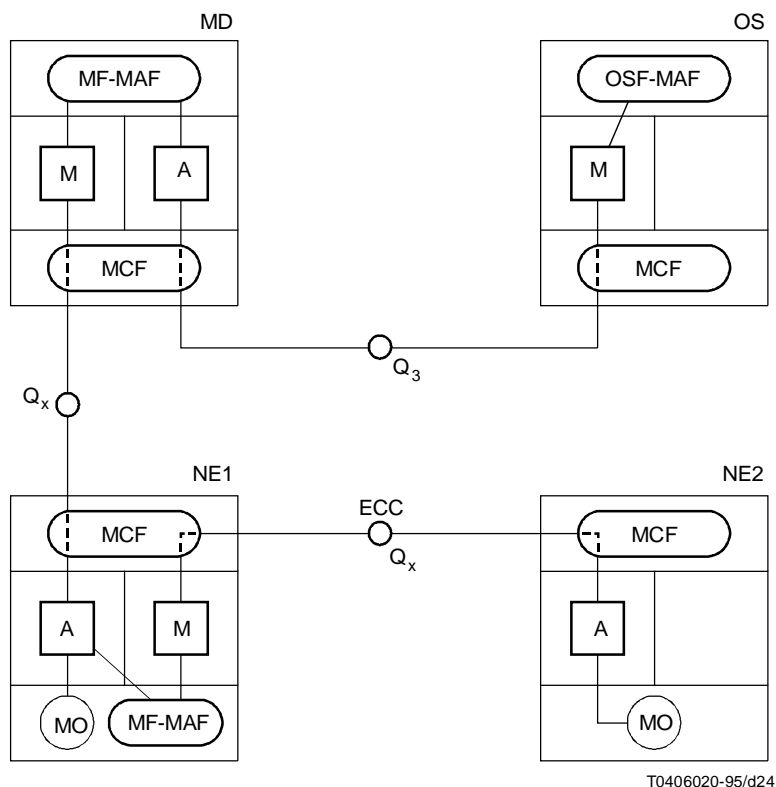 MD
OS
MF-MAF
OSF-MAF
M
A
M
MCF
MCF
Q3
Qx
NE1
NE2
ECC
MCF
MCF
Qx
A
M
A
MO
MF-MAF
MO
T0406020-95/d24